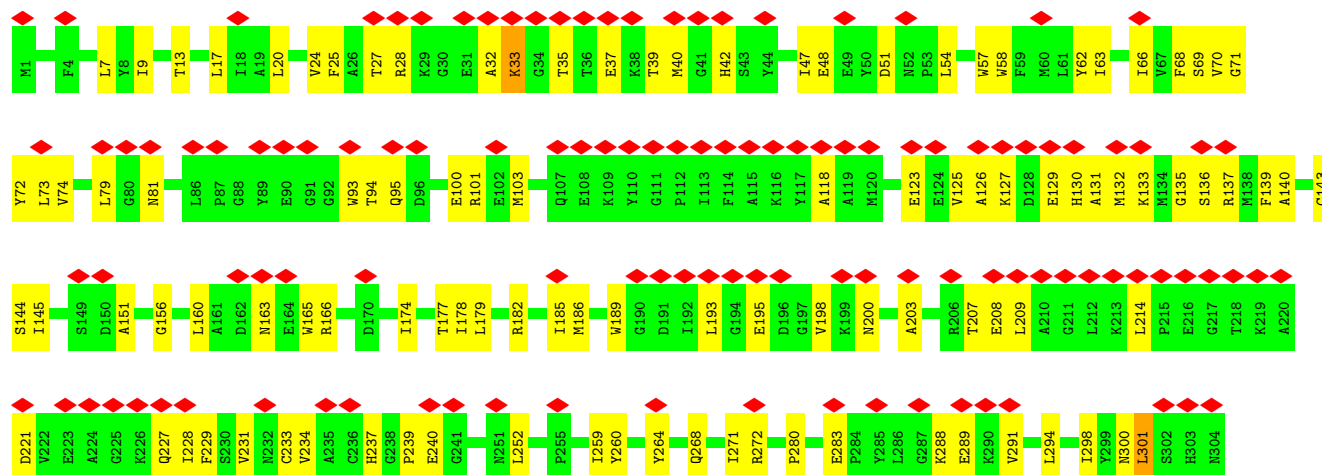 M1 F4 L7 Y8 I9 T13 L17 I18 A19 L20 V24 F25 A26 T27 R28 K29 G30 E31 A32 K33 G34 T35 T36 E37 K38 T39 M40 G41 H42 S43 Y44 I47 E48 E49 Y50 D51 N52 P53 L54 W57 W58 F59 M60 L61 Y62 I63 I66 V67 F68 S69 V70 G71
Y72 L73 V74 L79 G80 N81 L86 P87 G88 Y89 E90 G91 G92 W93 T94 Q95 D96 E100 R101 E102 M103 Q107 E108 K109 Y110 G111 P112 I113 F114 A115 K116 Y117 A118 A119 M120 E123 E124 V125 A126 K127 D128 E129 H130 A131 M132 K133 M134 G135 S136 R137 M138 F139 A140
S144 I145 S149 D150 A151 G156 L160 A161 D162 N163 E164 W165 R166 D170 I174 T177 I178 L179 R182 I185 M186 W189 G190 D191 I192 L193 G194 E195 D196 G197 V198 K199 N200 A203 R206 T207 E208 L209 A210 G211 L212 K213 L214 P215 E216 G217 T218 K219 A220
D221 V222 E223 A224 G225 K226 Q227 I228 F229 S230 V231 N232 C233 V234 A235 C236 H237 G238 P239 E240 G241 N251 L252 P255 I259 Y260 Y264 Q268 I271 R272 P280 E283 P284 Y285 L286 G287 K288 E289 K290 V291 L294 I298 Y299 N300 L301 S302 H303 N304